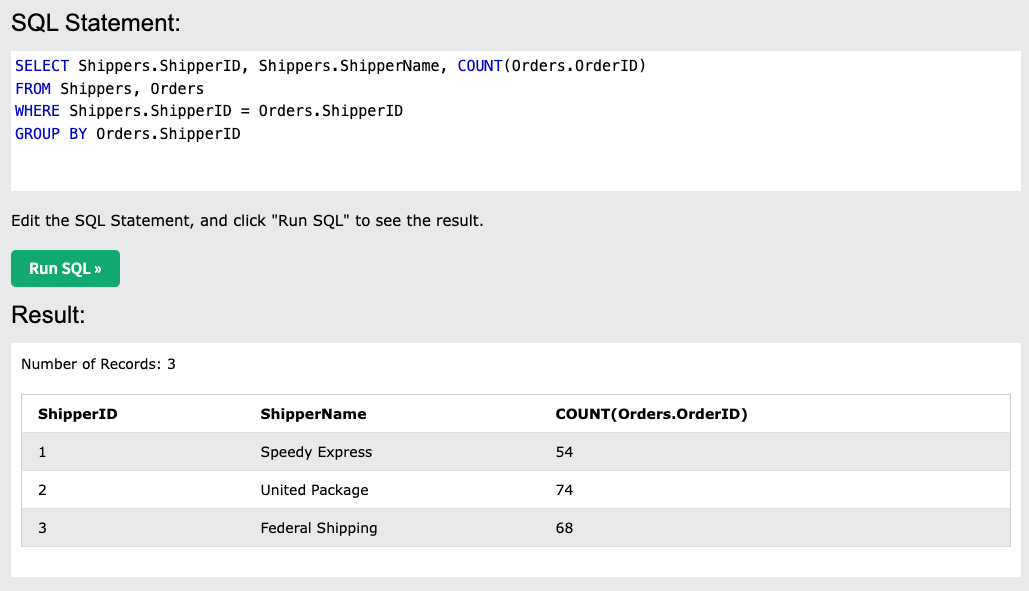 SQL Statement:
SELECT Shippers.ShipperID, Shippers.ShipperName, COUNT(Orders.OrderID)
FROM Shippers, Orders
WHERE Shippers.ShipperID = Orders.ShipperID
GROUP BY Orders.ShipperID
Edit the SQL Statement, and click "Run SQL" to see the result.
Run SQL »
Result:
Number of Records: 3
ShipperID ShipperName COUNT(Orders.OrderID)
1 Speedy Express 54
2 United Package 74
3 Federal Shipping 68